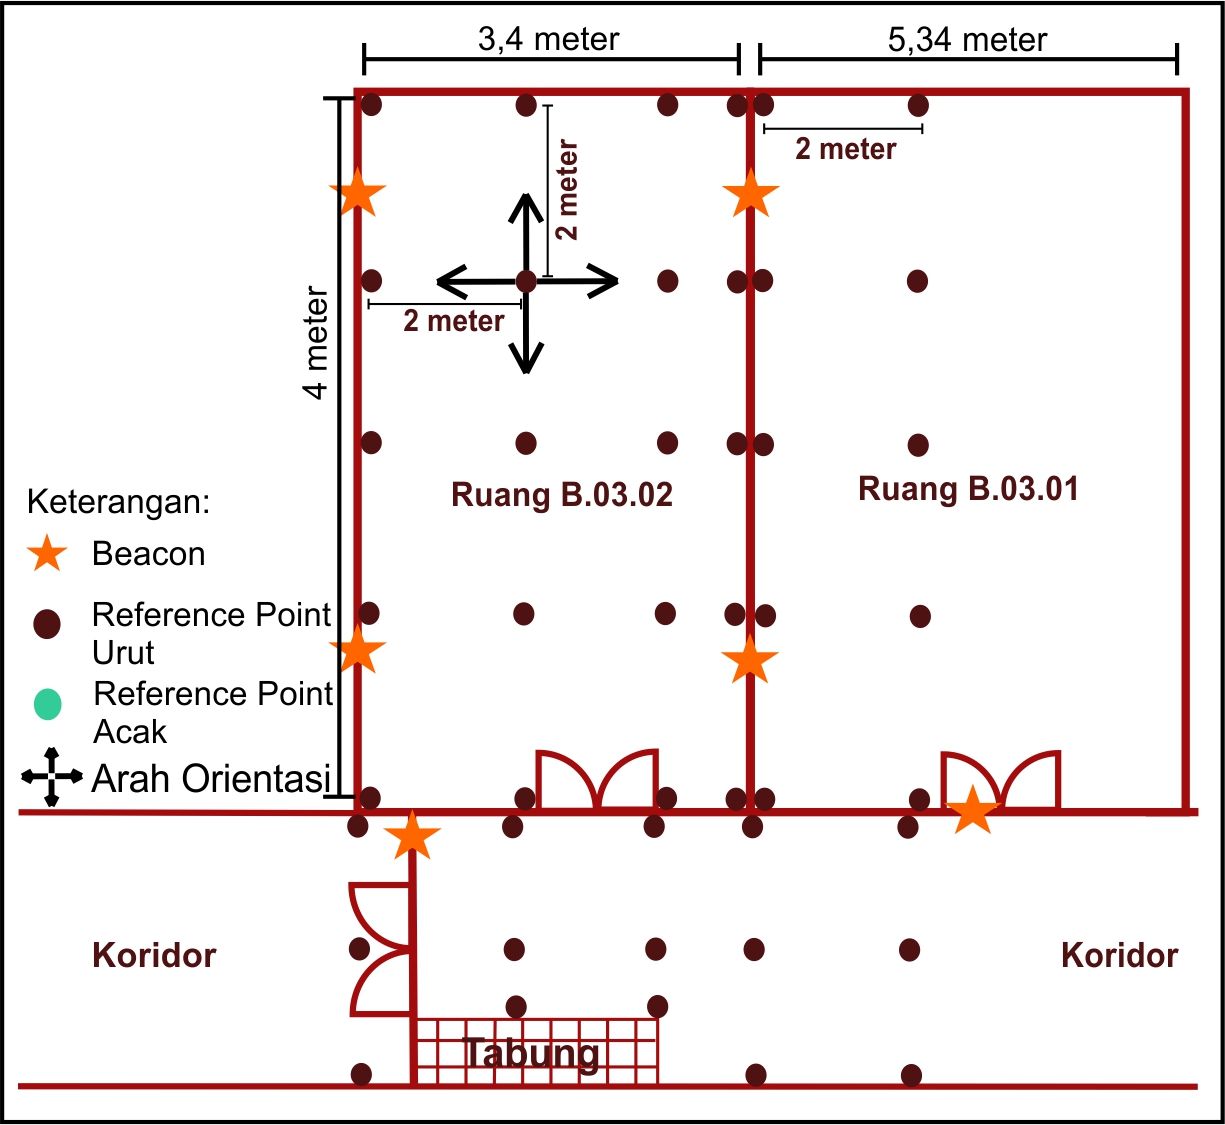 3,4 meter
5,34 meter
2 meter
2 meter
2 meter
4 meter
Ruang B.03.02
Ruang B.03.01
Keterangan:
Beacon
Reference Point
Urut
Reference Point
Acak
Arah Orientasi
Koridor
Koridor
Tabung